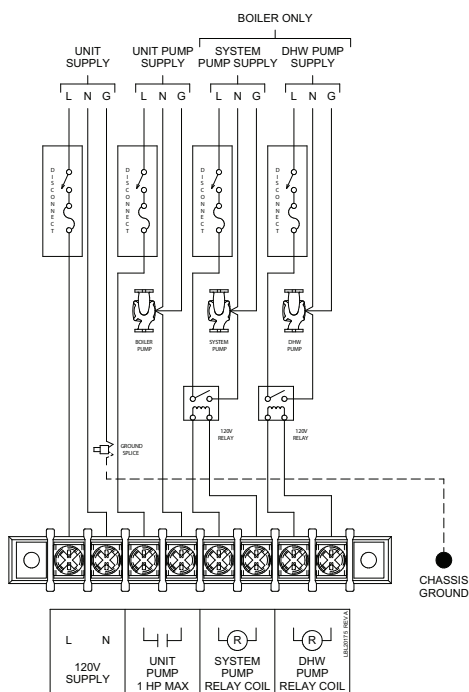 BOILER ONLY
UNIT
SUPPLY
UNIT PUMP
SUPPLY
SYSTEM
PUMP SUPPLY
DHW PUMP
SUPPLY
L N G
L N G
L N G
L N G
DISCONNECT
DISCONNECT
DISCONNECT
DISCONNECT
BOILER
PUMP
SYSTEM
PUMP
DHW
PUMP
120V
RELAY
120V
RELAY
GROUND
SPLICE
CHASSIS
GROUND
L N
120V
SUPPLY
UNIT
PUMP
1 HP MAX
R
SYSTEM
PUMP
RELAY COIL
R
DHW
PUMP
RELAY COIL
LBL20175 REV A